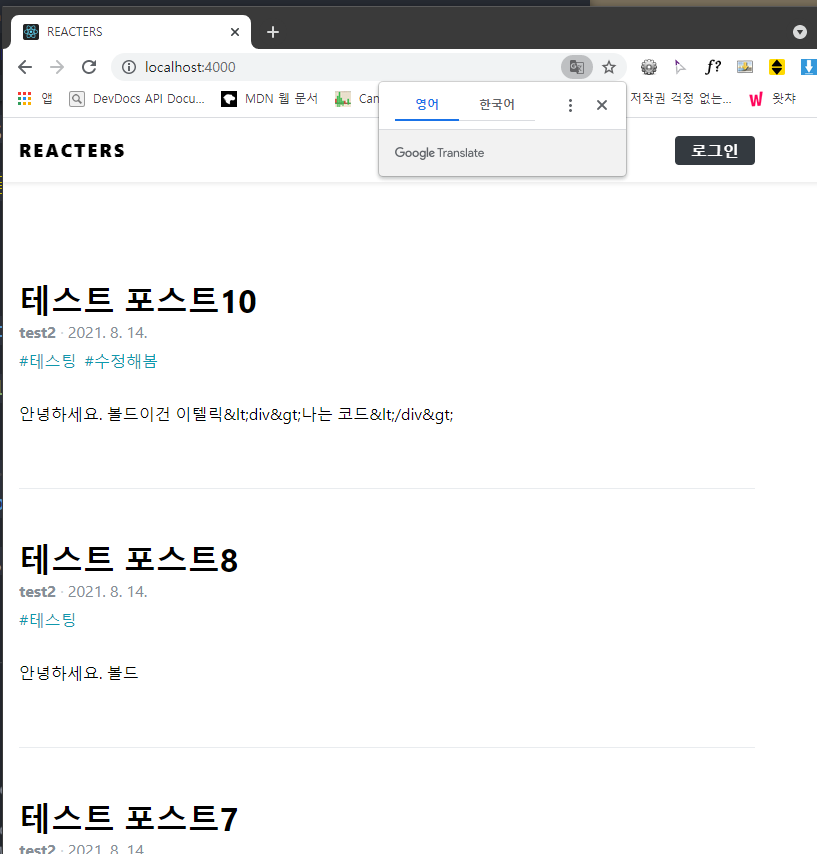 REACTERS
localhost:4000
f?
앱
DevDocs API Docu...
MDN 웹 문서
Can
저작권 걱정 없는...
W 왓챠
영어 한국어
Google Translate
REACTERS
로그인
테스트 포스트10
test2 · 2021. 8. 14.
#테스팅 #수정해봄
안녕하세요. 볼드이건 이텔릭&lt;div&gt;나는 코드&lt;/div&gt;
테스트 포스트8
test2 · 2021. 8. 14.
#테스팅
안녕하세요. 볼드
테스트 포스트7
test2 · 2021. 8. 14.